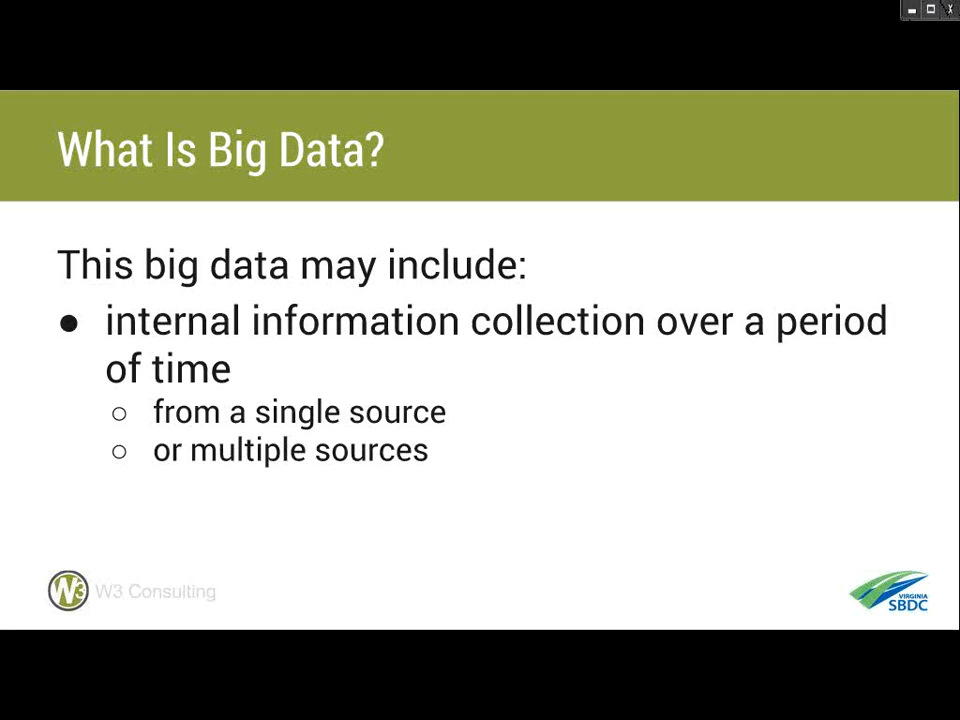 What Is Big Data?
This big data may include:
● internal information collection over a period
of time
○ from a single source
○ or multiple sources
W3 W3 Consulting
VIRGINIA
SBDC